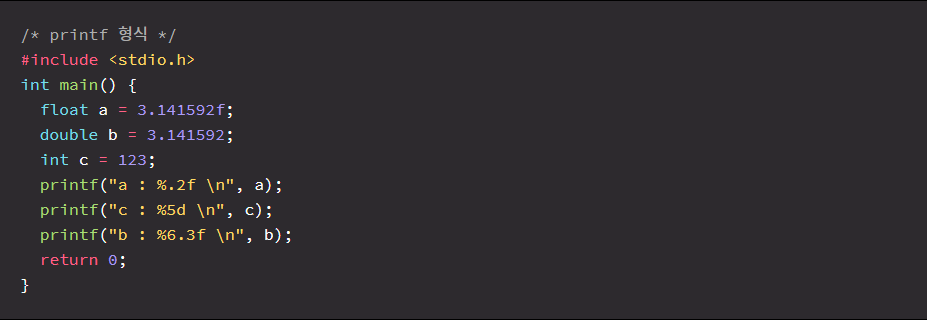 /* printf 형식 */
#include <stdio.h>
int main() {
  float a = 3.141592f;
  double b = 3.141592;
  int c = 123;
  printf("a : %.2f \n", a);
  printf("c : %5d \n", c);
  printf("b : %6.3f \n", b);
  return 0;
}